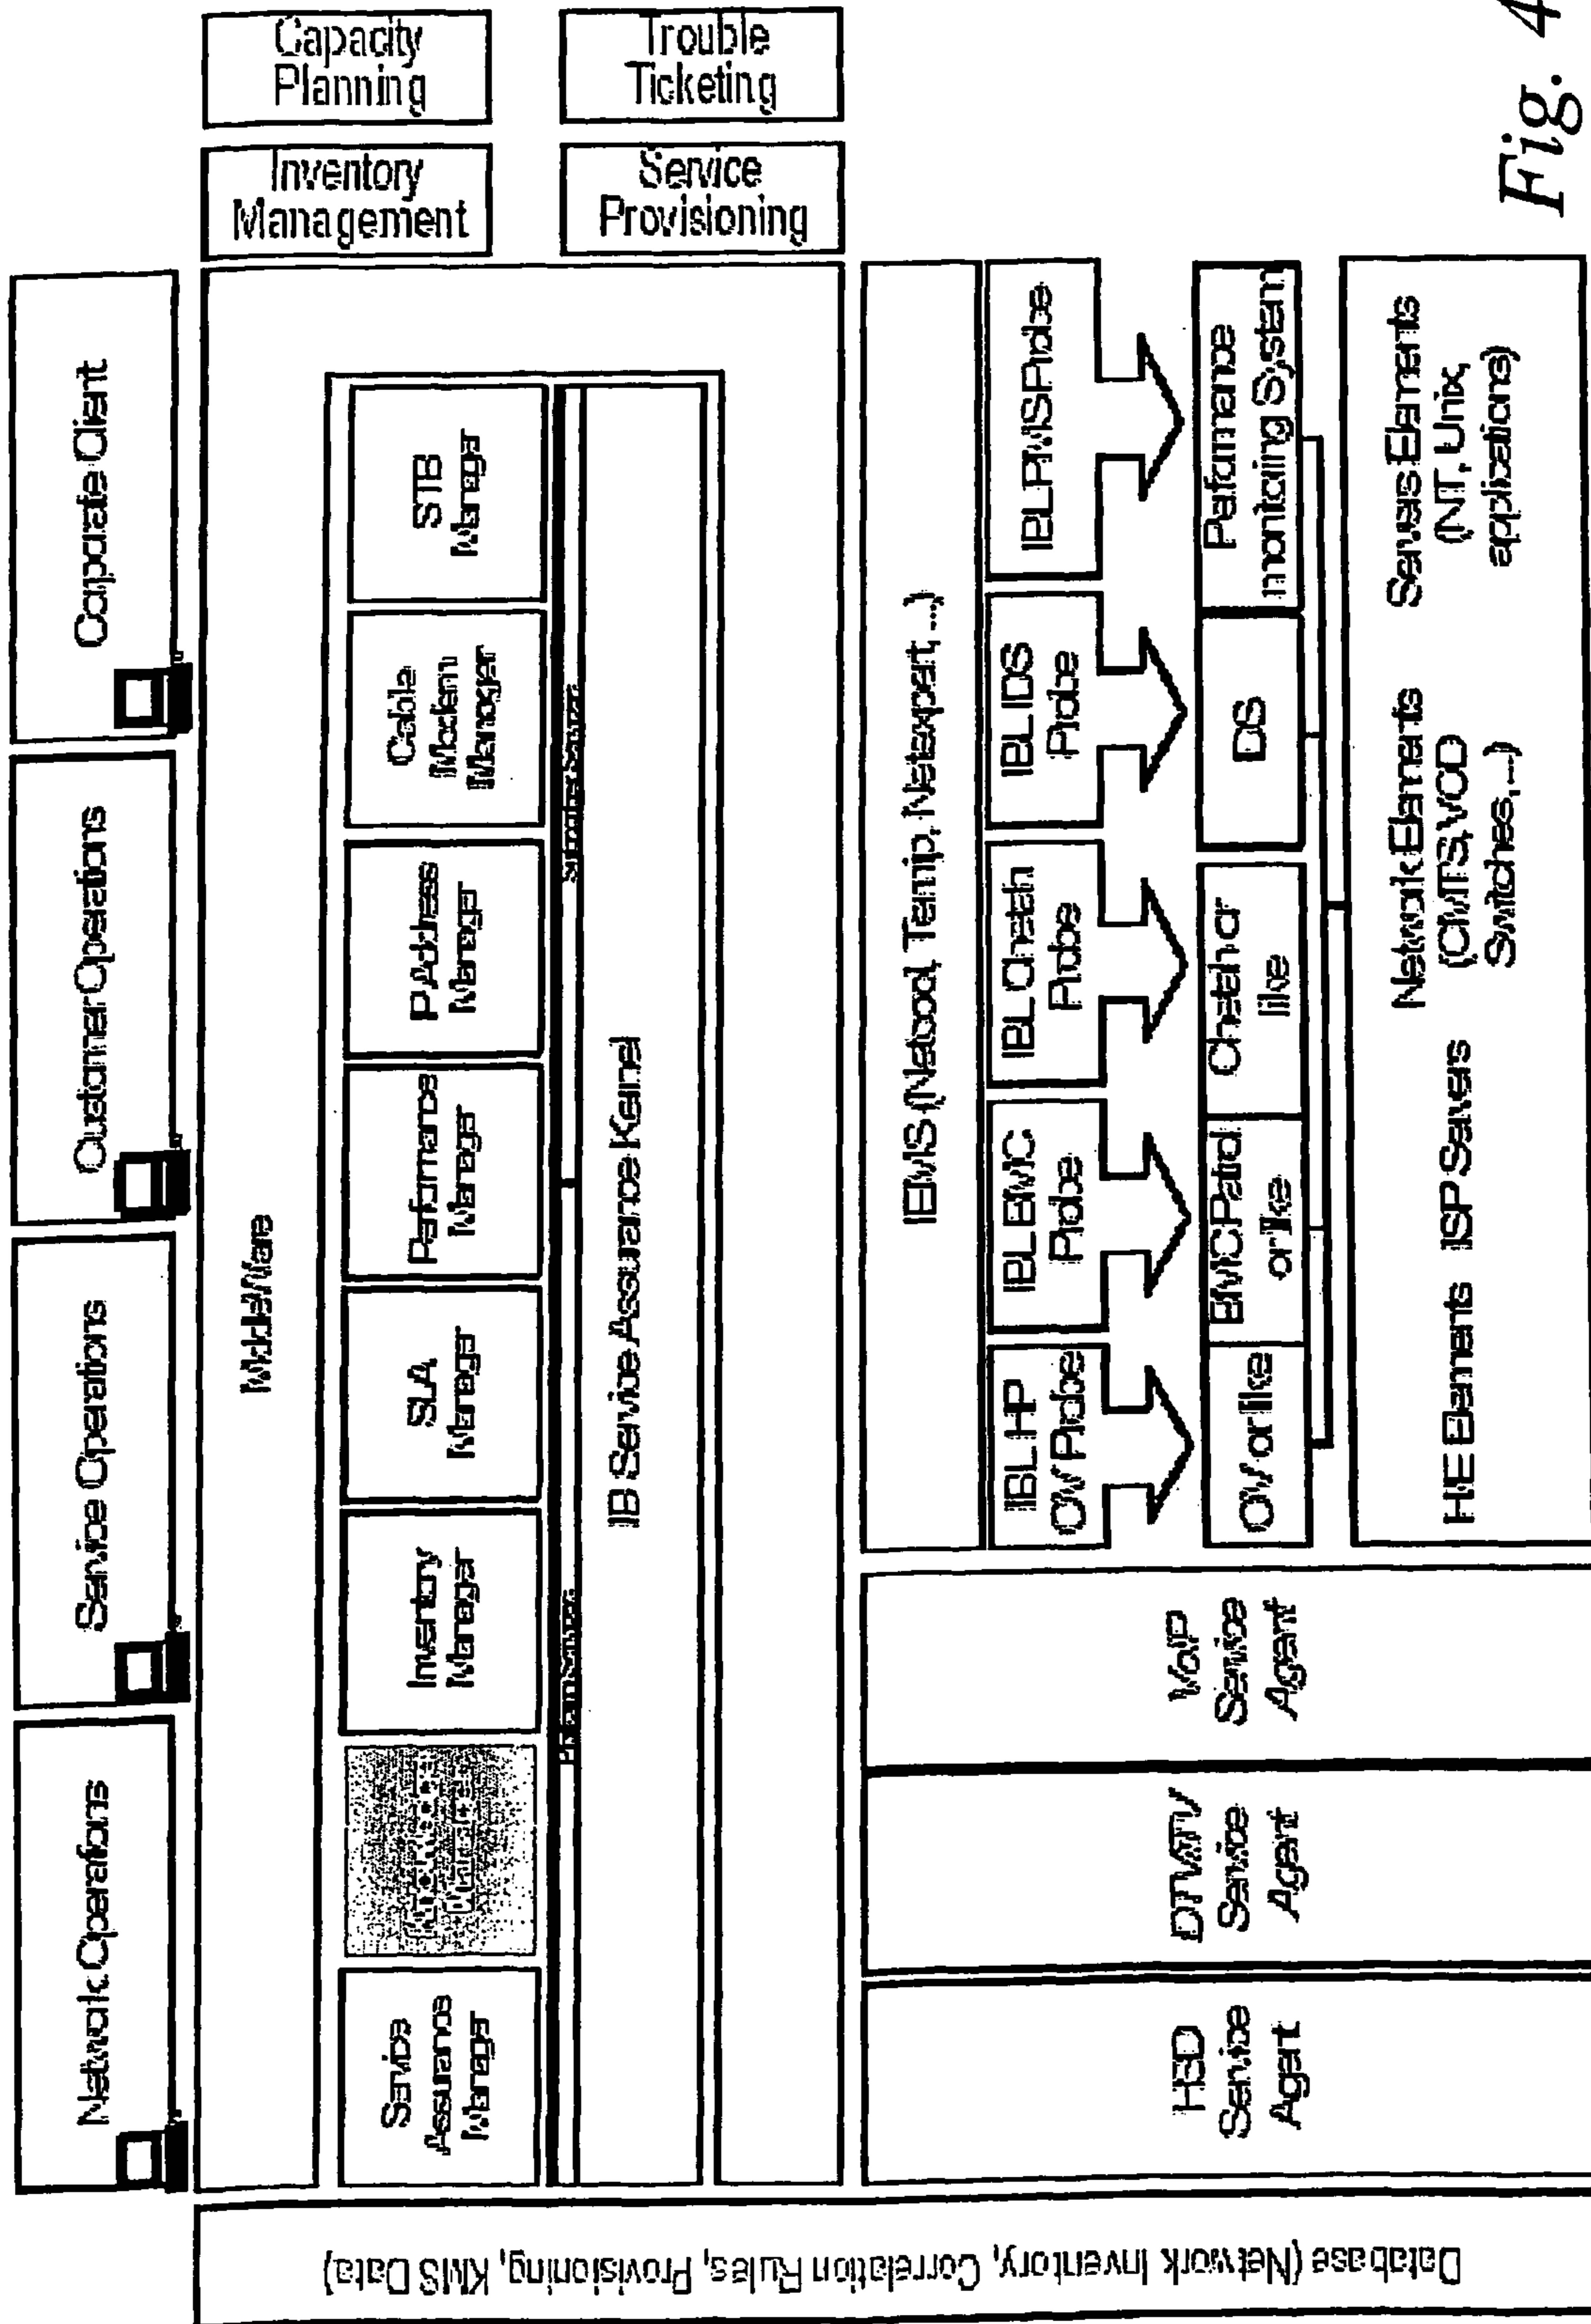 Network Operations
Service Operations
Customer Operations
Corporate Client
Capacity
Planning
Inventory
Management
Trouble
Ticketing
Service
Provisioning
MiddleWare
Service
Assurance
Manager
Inventory
Manager
SLA
Manager
Performance
Manager
IP Address
Manager
Cable
Modem
Manager
STB
Manager
IB Service Assurance Kernel
Database (Network Inventory, Correlation Rules, Provisioning, KMS Data)
HSD
Service
Agent
Service
Agent
VoIP
Service
Agent
(Netcool, Temip, Netexpert, ...)
IBL HP
OV Probe
IBL BMC
Probe
IBL Cheetah
Probe
IBL IDS
Probe
IBL PMS Probe
OV or like
BMC Patrol
or like
Cheetah or
like
IDS
Performance
monitoring System
HE Elements
ISP Servers
Network Elements
(CMTS, VOD
Switches, ...)
Servers Elements
(NT, Unix,
applications)
Fig. 4